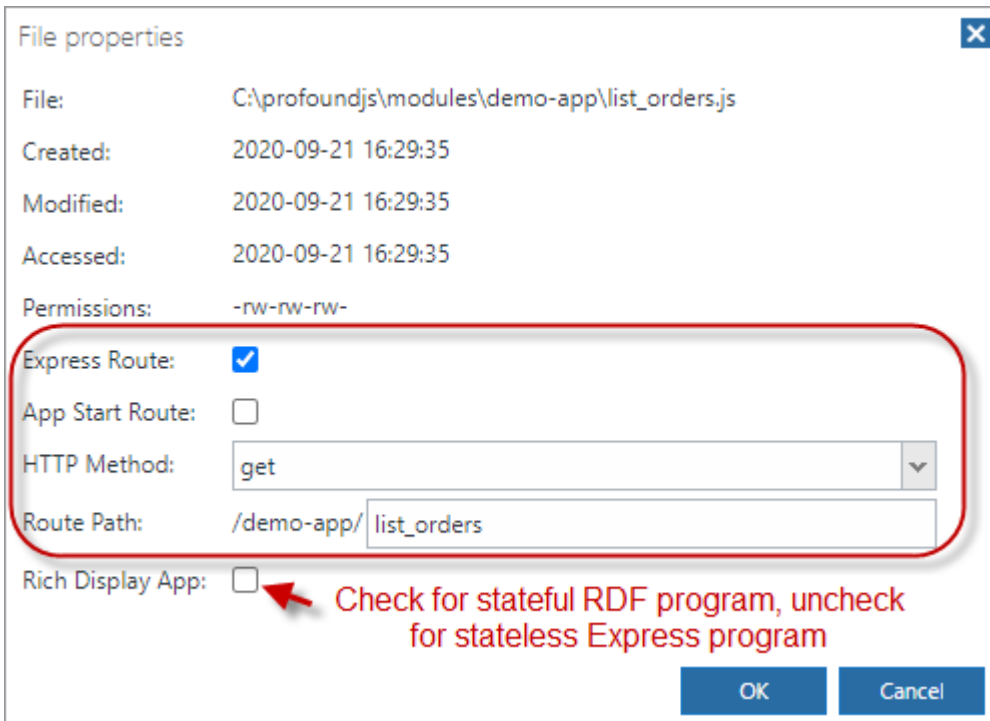 File properties
File: C:\profoundjs\modules\demo-app\list_orders.js
Created: 2020-09-21 16:29:35
Modified: 2020-09-21 16:29:35
Accessed: 2020-09-21 16:29:35
Permissions: -rw-rw-rw-
Express Route:
App Start Route:
HTTP Method: get
Route Path: /demo-app/ list_orders
Rich Display App:
Check for stateful RDF program, uncheck
for stateless Express program
OK Cancel